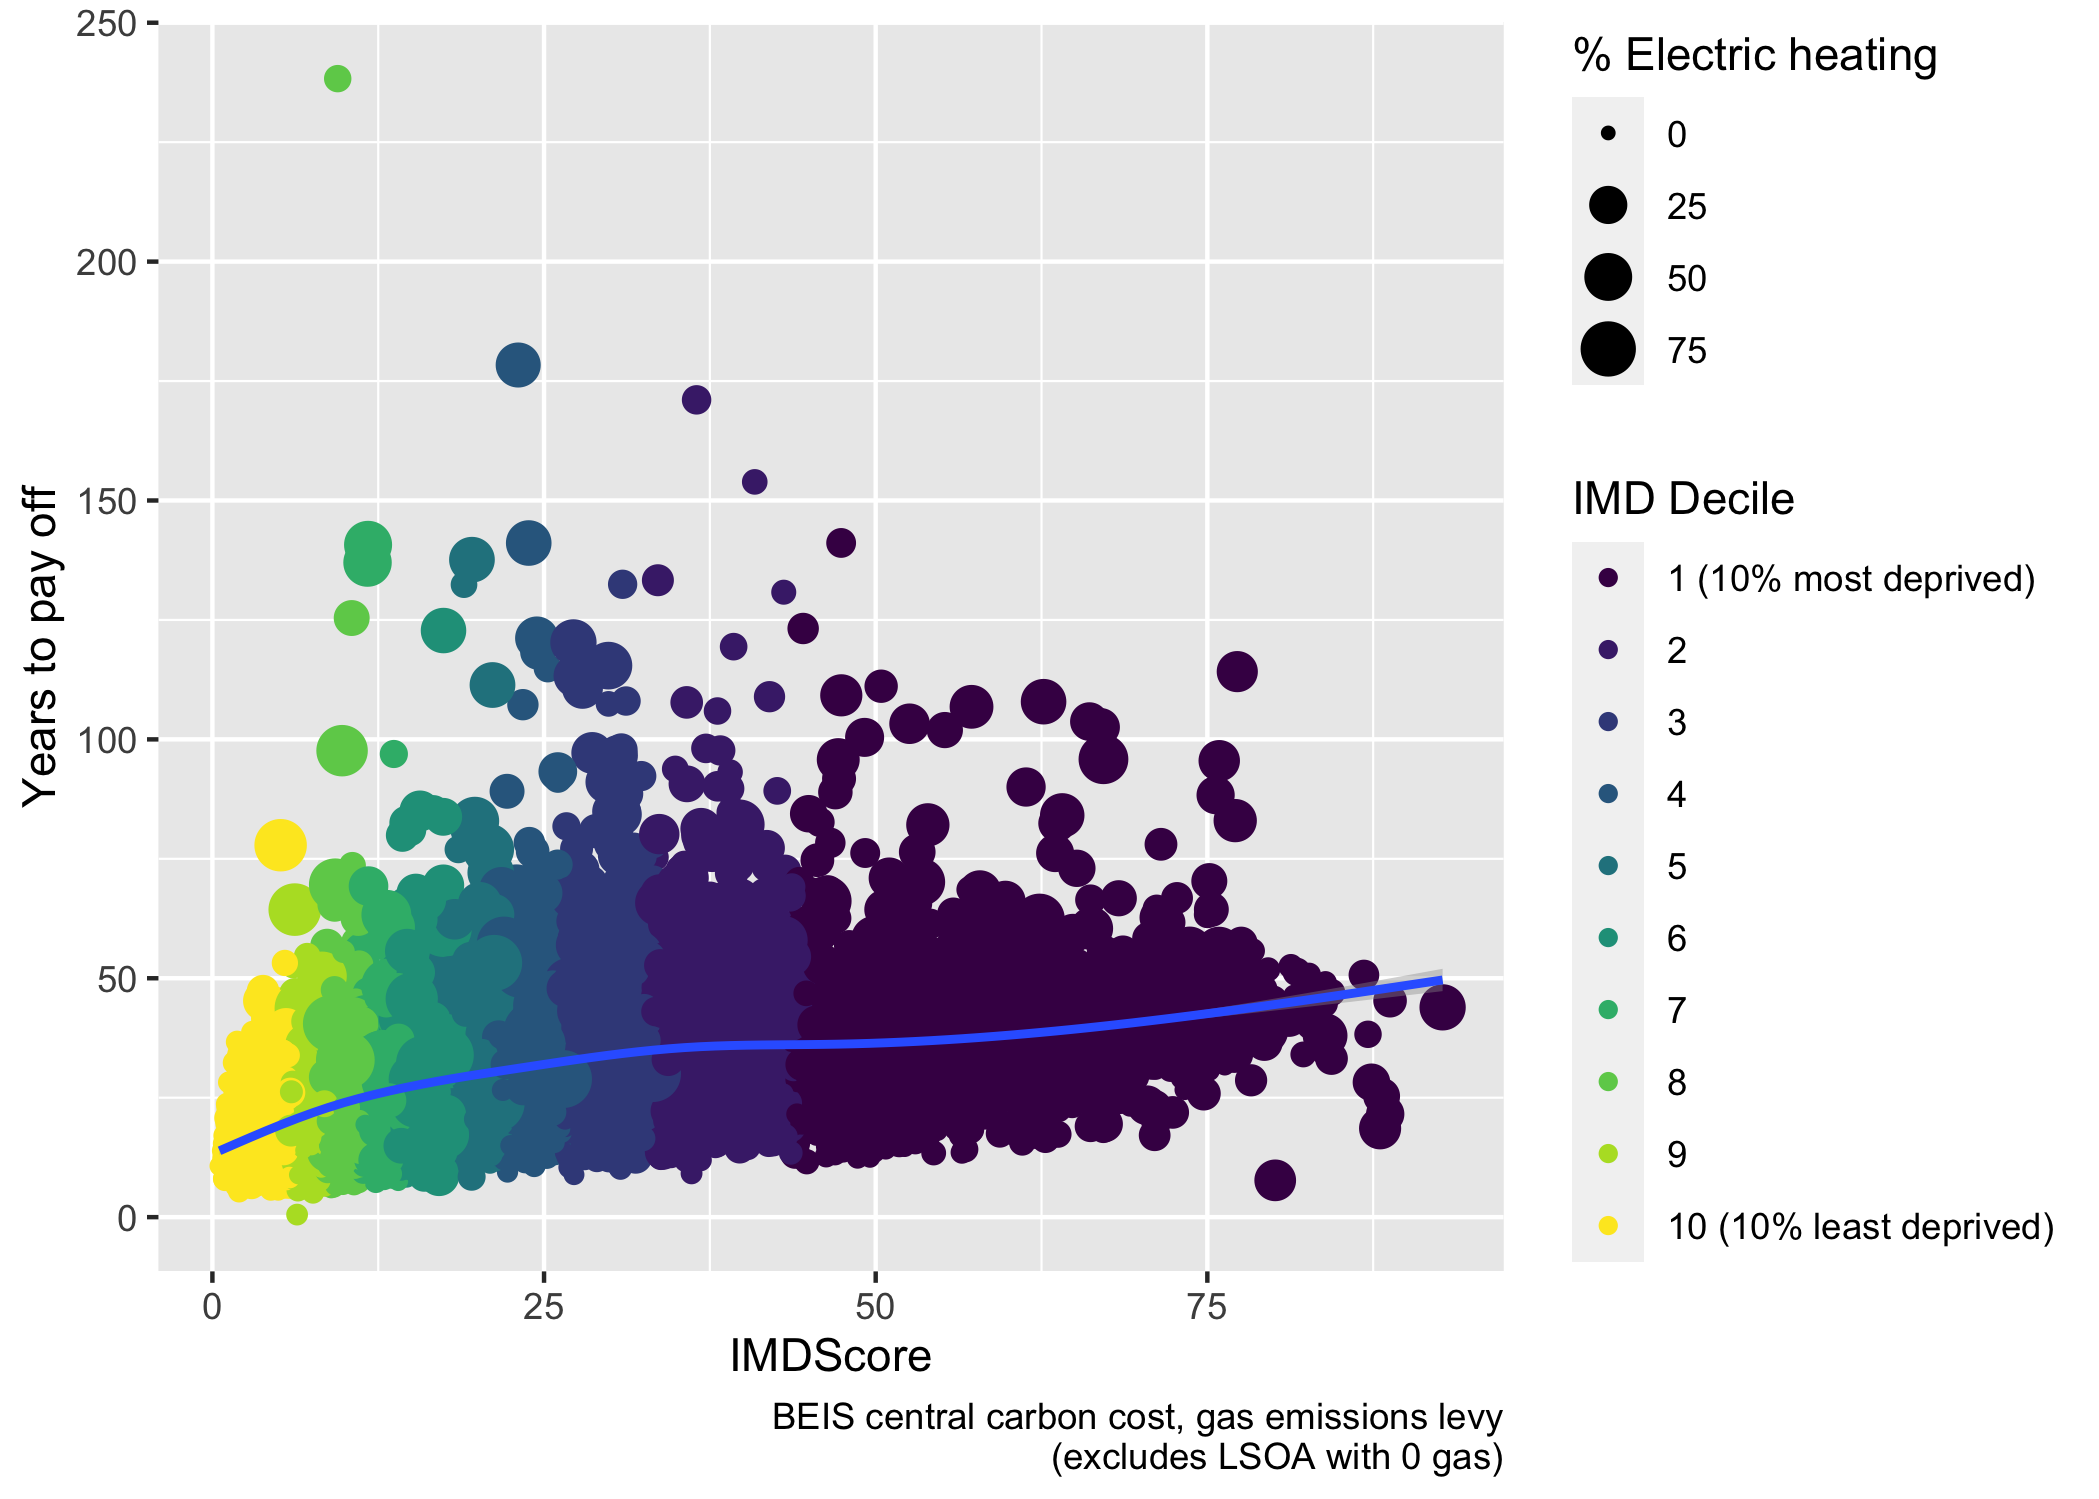 250
200
150
100
50
0
Years to pay off
0 25 50 75
IMDScore
BEIS central carbon cost, gas emissions levy
(excludes LSOA with 0 gas)
% Electric heating
0
25
50
75
IMD Decile
1 (10% most deprived)
2
3
4
5
6
7
8
9
10 (10% least deprived)